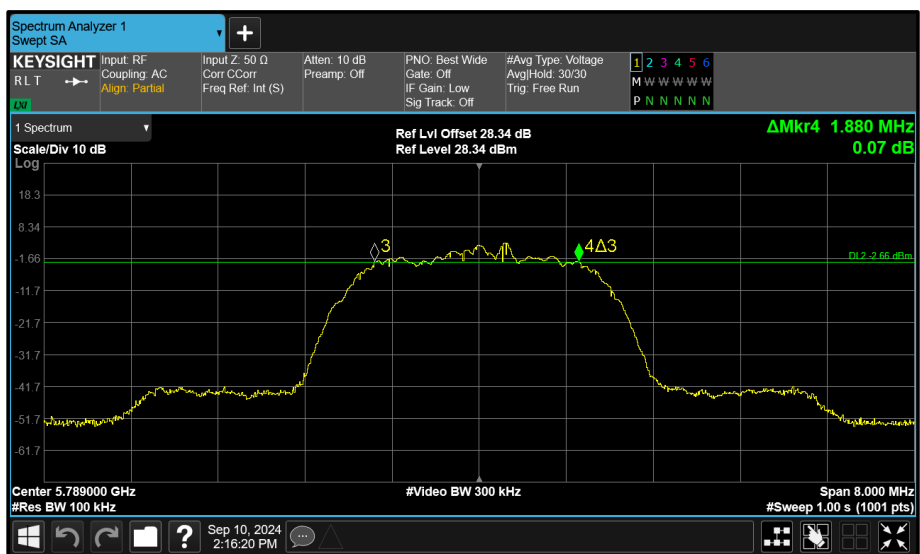 Spectrum Analyzer 1
Swept SA
+
KEYSIGHT
R L T
LXI
Input: RF
Coupling: AC
Align: Partial
Input Z: 50 Ω
Corr CCorr
Freq Ref: Int (S)
Atten: 10 dB
Preamp: Off
PNO: Best Wide
Gate: Off
IF Gain: Low
Sig Track: Off
#Avg Type: Voltage
Avg|Hold: 30/30
Trig: Free Run
1 2 3 4 5 6
M W W W W W
P N N N N N
1 Spectrum
Scale/Div 10 dB
Ref Lvl Offset 28.34 dB
Ref Level 28.34 dBm
ΔMkr4 1.880 MHz
0.07 dB
Log
18.3
8.34
-1.66
-11.7
-21.7
-31.7
-41.7
-51.7
-61.7
3
4Δ3
DL2 -2.66 dBm
Center 5.789000 GHz
#Res BW 100 kHz
#Video BW 300 kHz
Span 8.000 MHz
#Sweep 1.00 s (1001 pts)
?
Sep 10, 2024
2:16:20 PM